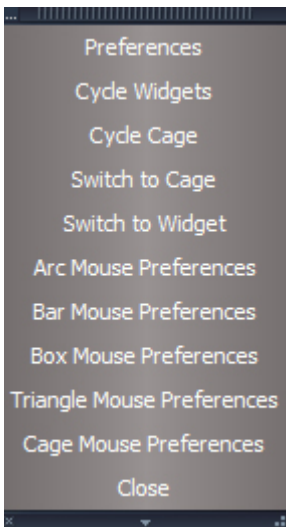 Preferences
Cycle Widgets
Cycle Cage
Switch to Cage
Switch to Widget
Arc Mouse Preferences
Bar Mouse Preferences
Box Mouse Preferences
Triangle Mouse Preferences
Cage Mouse Preferences
Close